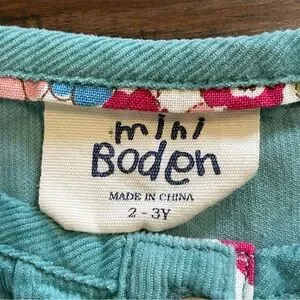 mini
Boden
MADE IN CHINA
2 - 3Y